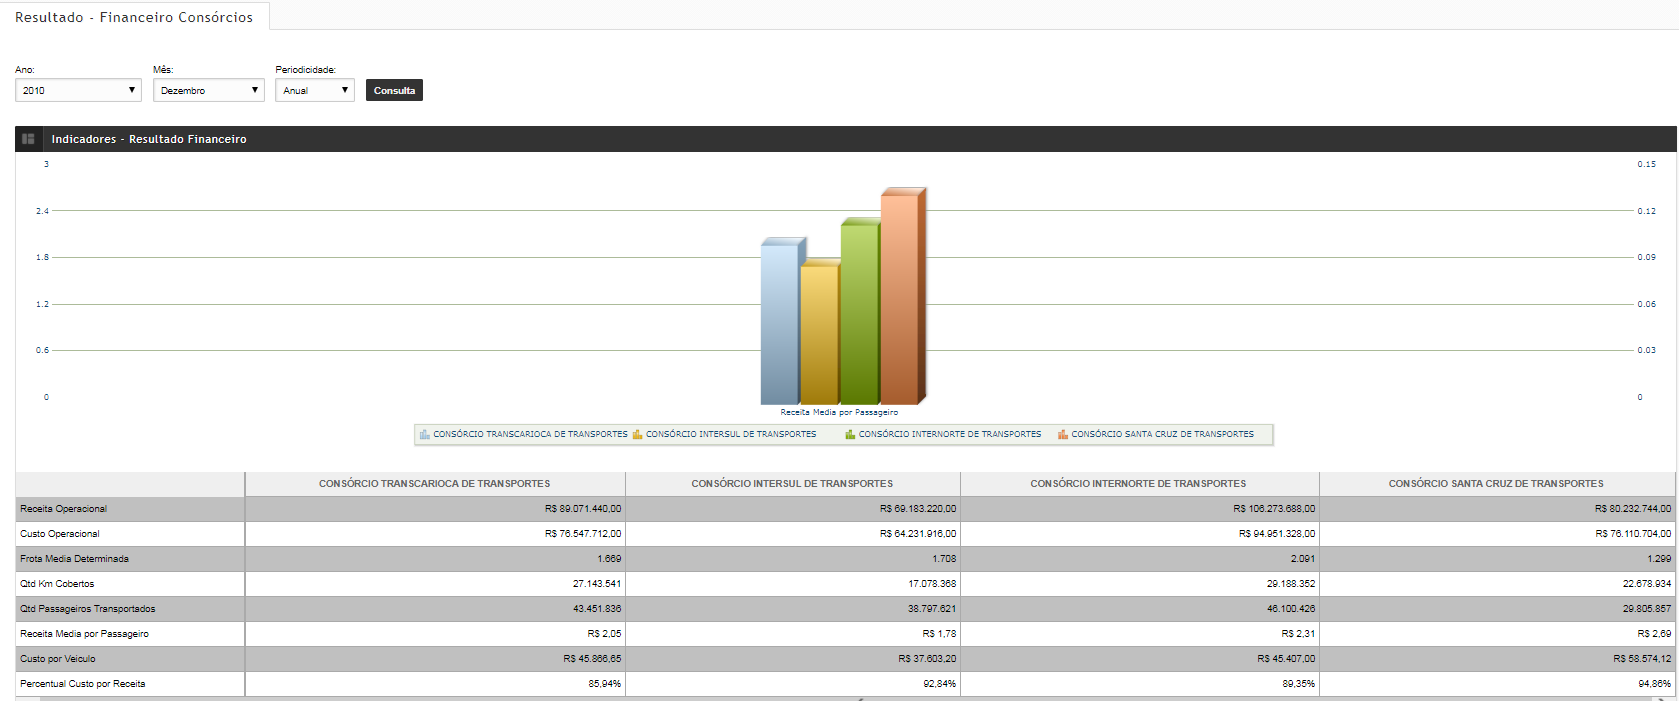 Resultado - Financeiro Consórcios
Ano: Mês: Periodicidade:
2010 Dezembro Anual Consulta
Indicadores - Resultado Financeiro
3 0.15
2.4 0.12
1.8 0.09
1.2 0.06
0.6 0.03
0 0
Receita Media por Passageiro
CONSÓRCIO TRANSCARIOCA DE TRANSPORTES CONSÓRCIO INTERSUL DE TRANSPORTES CONSÓRCIO INTERNORTE DE TRANSPORTES CONSÓRCIO SANTA CRUZ DE TRANSPORTES
CONSÓRCIO TRANSCARIOCA DE TRANSPORTES CONSÓRCIO INTERSUL DE TRANSPORTES CONSÓRCIO INTERNORTE DE TRANSPORTES CONSÓRCIO SANTA CRUZ DE TRANSPORTES
Receita Operacional R$ 89.071.440,00 R$ 69.183.220,00 R$ 106.273.688,00 R$ 80.232.744,00
Custo Operacional R$ 76.547.712,00 R$ 64.231.916,00 R$ 94.951.328,00 R$ 76.110.704,00
Frota Media Determinada 1.669 1.708 2.091 1.299
Qtd Km Cobertos 27.143.541 17.078.368 29.188.352 22.678.934
Qtd Passageiros Transportados 43.451.836 38.797.621 46.100.426 29.805.857
Receita Media por Passageiro R$ 2,05 R$ 1,78 R$ 2,31 R$ 2,69
Custo por Veiculo R$ 45.866,65 R$ 37.603,20 R$ 45.407,00 R$ 58.574,12
Percentual Custo por Receita 85,94% 92,84% 89,35% 94,86%